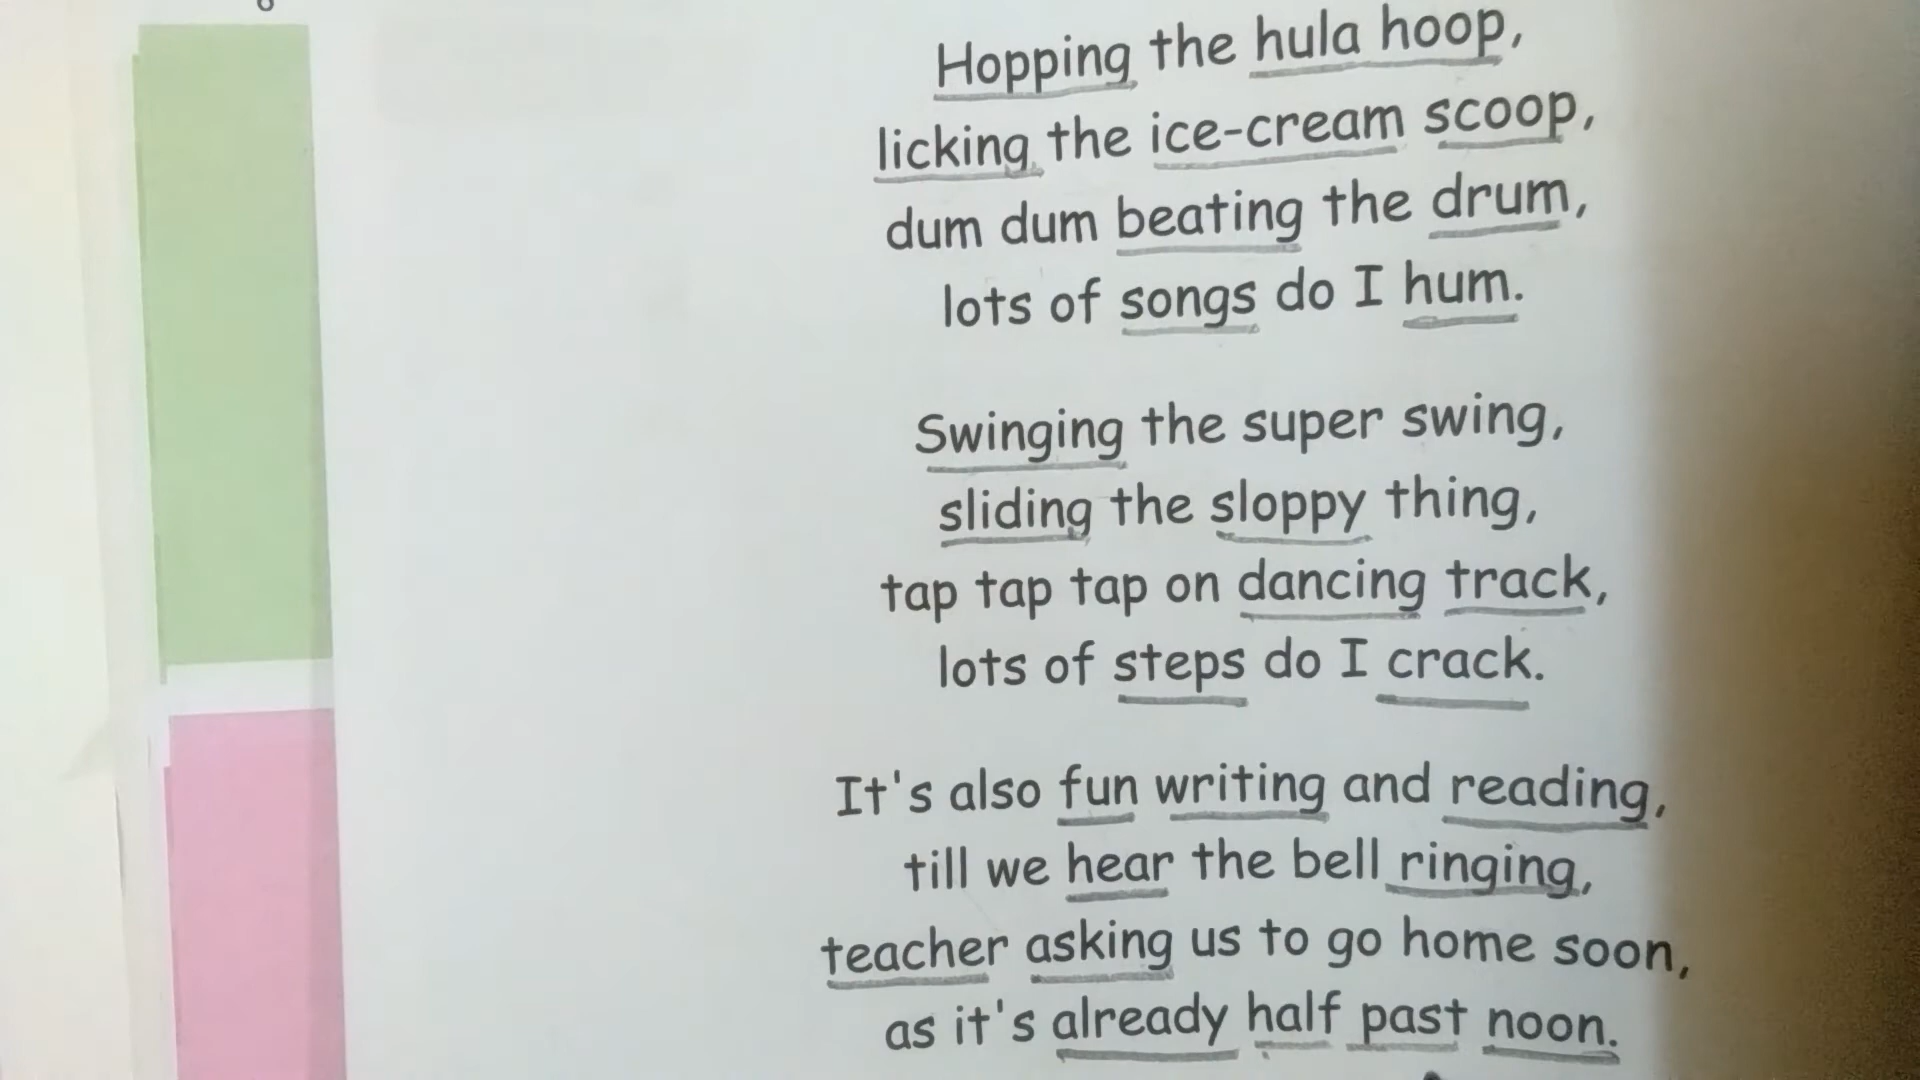 Hopping the hula hoop,
licking the ice-cream scoop,
dum dum beating the drum,
lots of songs do I hum.
Swinging the super swing,
sliding the sloppy thing,
tap tap tap on dancing track,
lots of steps do I crack.
It's also fun writing and reading,
till we hear the bell ringing,
teacher asking us to go home soon,
as it's already half past noon.